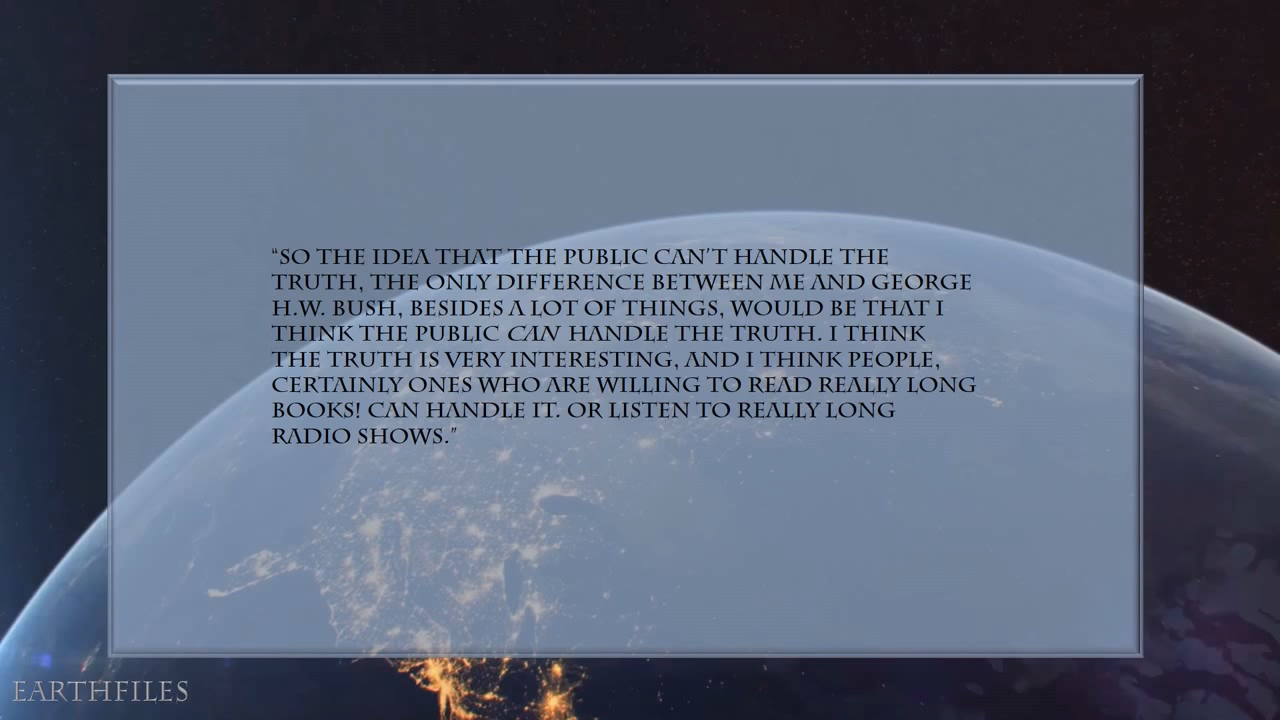 “SO THE IDEA THAT THE PUBLIC CAN’T HANDLE THE
TRUTH, THE ONLY DIFFERENCE BETWEEN ME AND GEORGE
H.W. BUSH, BESIDES A LOT OF THINGS, WOULD BE THAT I
THINK THE PUBLIC CAN HANDLE THE TRUTH. I THINK
THE TRUTH IS VERY INTERESTING, AND I THINK PEOPLE,
CERTAINLY ONES WHO ARE WILLING TO READ REALLY LONG
BOOKS! CAN HANDLE IT. OR LISTEN TO REALLY LONG
RADIO SHOWS.”
EARTHFILES